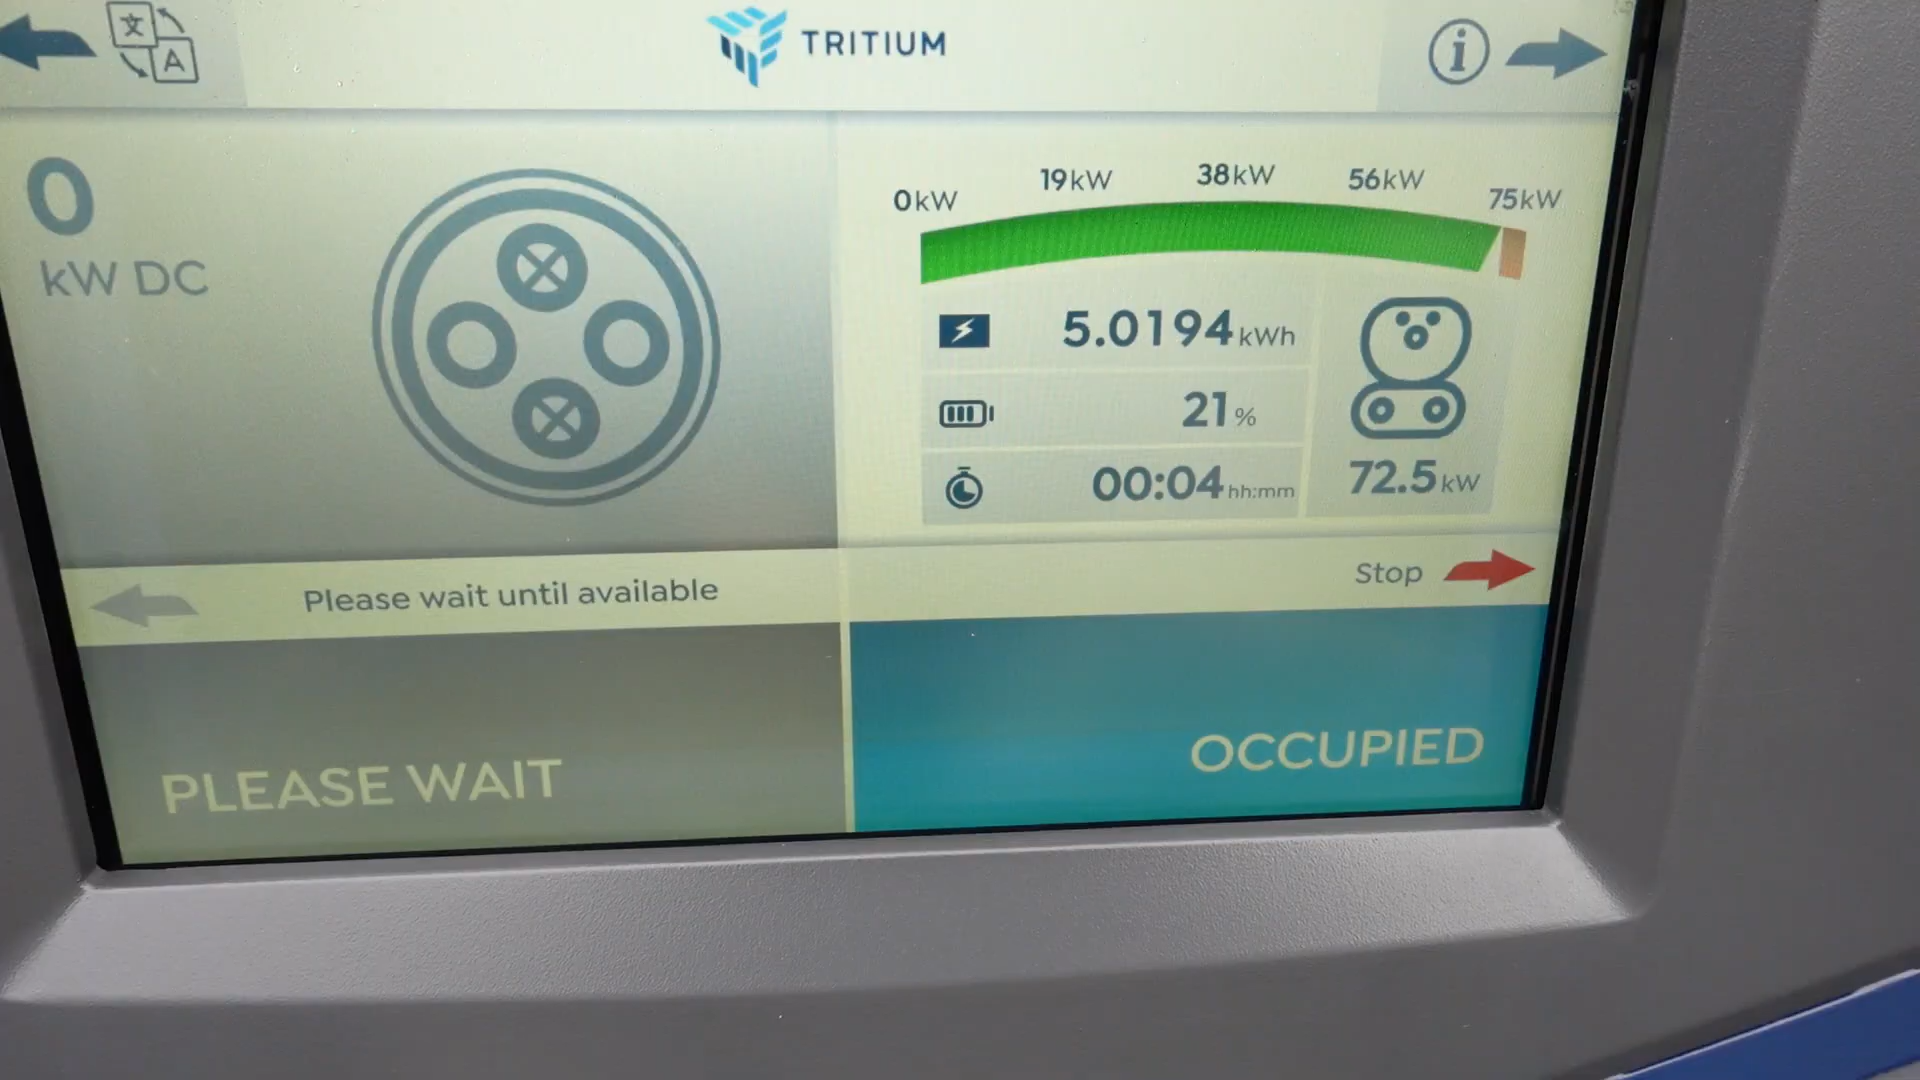 文
A
TRITIUM
i
0
kW DC
0kW 19kW 38kW 56kW 75kW
5.0194 kWh
21 %
00:04 hh:mm
72.5 kW
Please wait until available
Stop
PLEASE WAIT
OCCUPIED